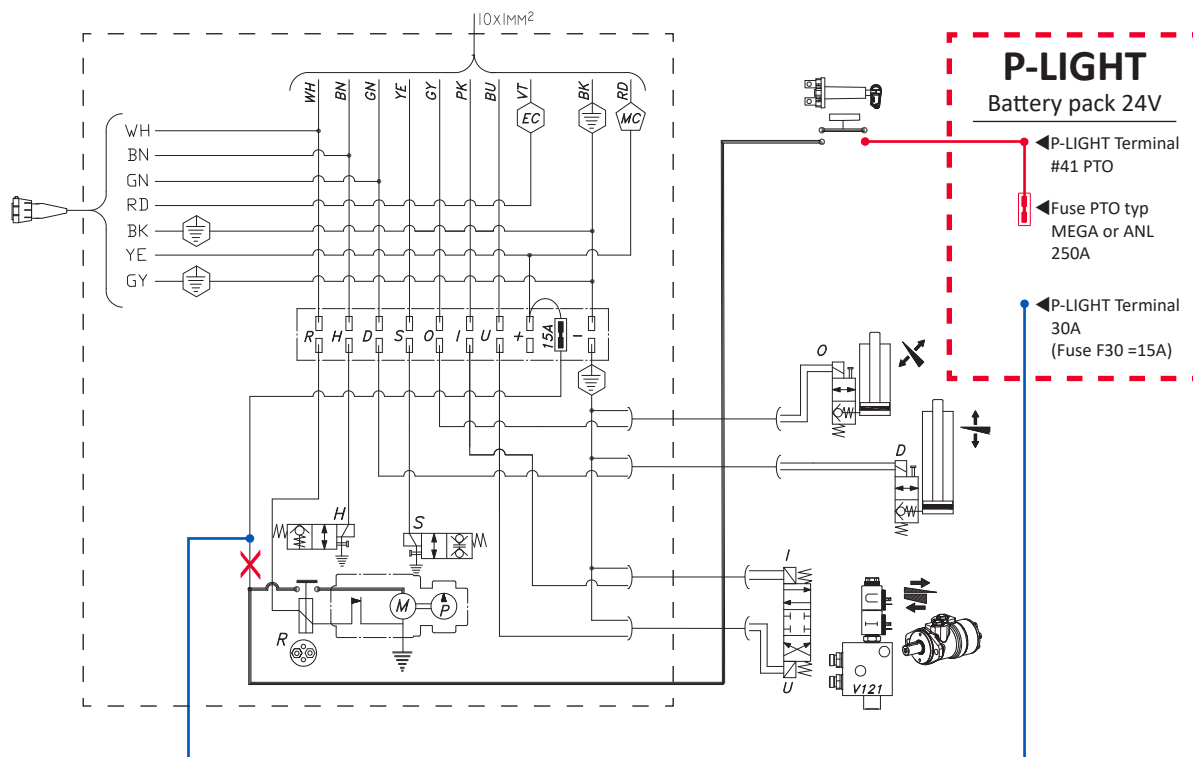 10X1MM²
WH
BN
GN
YE
GY
PK
BU
VT
BK
RD
EC
MC
WH
BN
GN
RD
BK
YE
GY
R
H
D
S
O
I
U
+
15A
-
H
S
R
M
P
O
D
I
U
U
I
V121
P-LIGHT
Battery pack 24V
P-LIGHT Terminal
#41 PTO
Fuse PTO typ
MEGA or ANL
250A
P-LIGHT Terminal
30A
(Fuse F30 =15A)